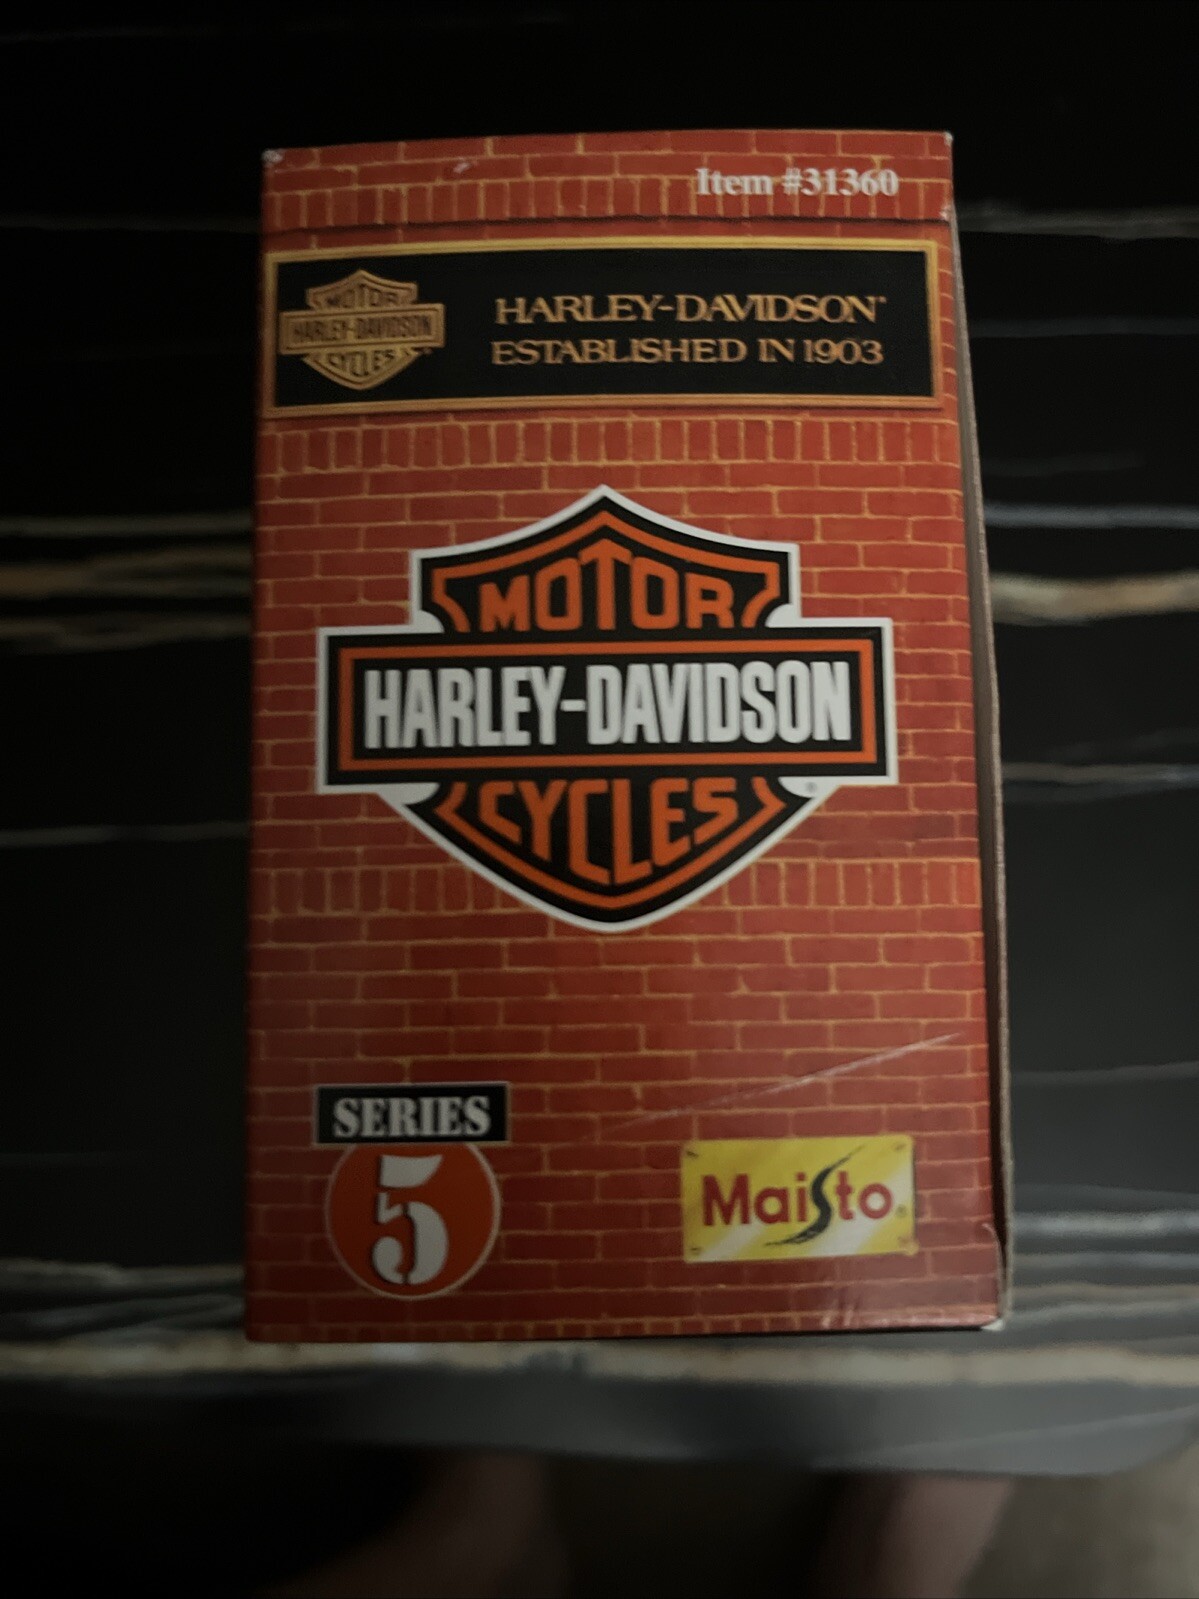 Item #31360
MOTOR
HARLEY-DAVIDSON
CYCLES
HARLEY-DAVIDSON®
ESTABLISHED IN 1903
MOTOR
HARLEY-DAVIDSON
CYCLES
®
SERIES
5
Maisto®